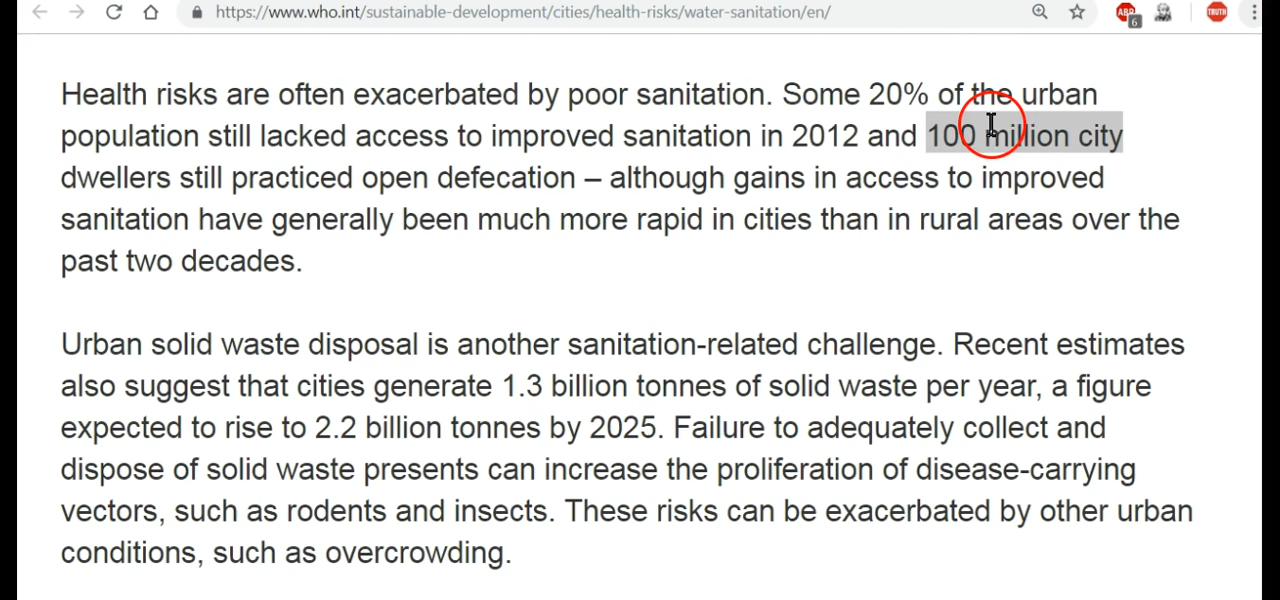 https://www.who.int/sustainable-development/cities/health-risks/water-sanitation/en/
ABP
6
TRUTH
Health risks are often exacerbated by poor sanitation. Some 20% of the urban
population still lacked access to improved sanitation in 2012 and 100 million city
dwellers still practiced open defecation – although gains in access to improved
sanitation have generally been much more rapid in cities than in rural areas over the
past two decades.
Urban solid waste disposal is another sanitation-related challenge. Recent estimates
also suggest that cities generate 1.3 billion tonnes of solid waste per year, a figure
expected to rise to 2.2 billion tonnes by 2025. Failure to adequately collect and
dispose of solid waste presents can increase the proliferation of disease-carrying
vectors, such as rodents and insects. These risks can be exacerbated by other urban
conditions, such as overcrowding.